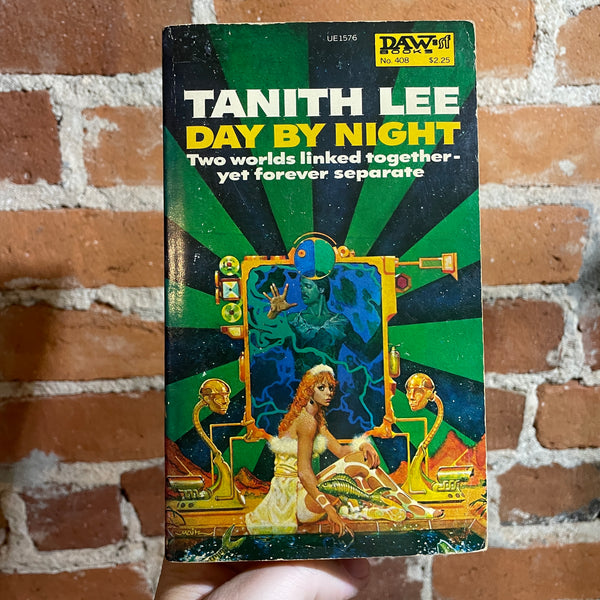 UE1576
DAW=sf
BOOKS
No. 408 $2.25
TANITH LEE
DAY BY NIGHT
Two worlds linked together-
yet forever separate